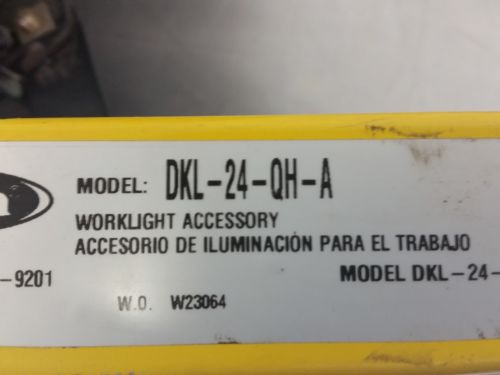 MODEL: DKL-24-QH-A
WORKLIGHT ACCESSORY
ACCESORIO DE ILUMINACIÓN PARA EL TRABAJO
-9201 MODEL DKL-24-
W.O. W23064